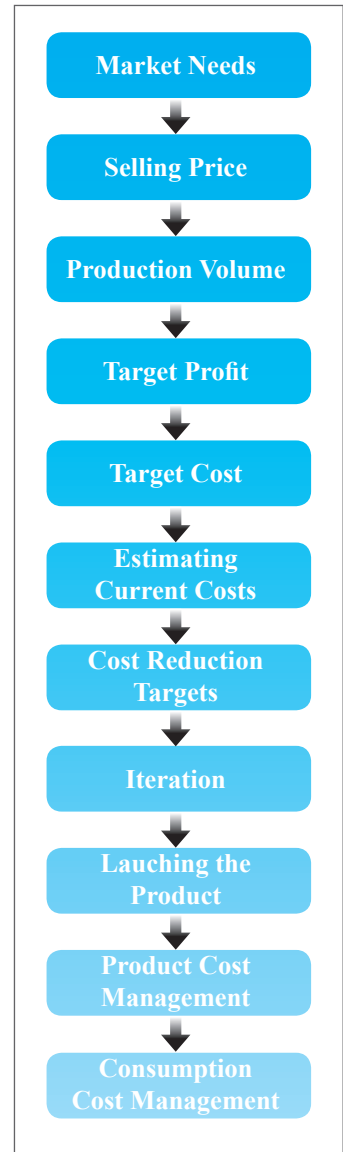 Market Needs
Selling Price
Production Volume
Target Profit
Target Cost
Estimating
Current Costs
Cost Reduction
Targets
Iteration
Lauching the
Product
Product Cost
Management
Consumption
Cost Management